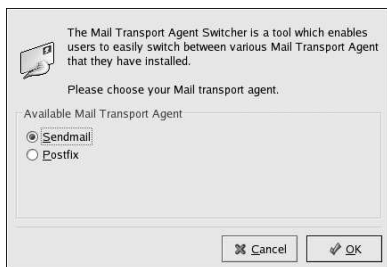 The Mail Transport Agent Switcher is a tool which enables
users to easily switch between various Mail Transport Agent
that they have installed.
Please choose your Mail transport agent.
Available Mail Transport Agent
Sendmail
Postfix
Cancel
OK